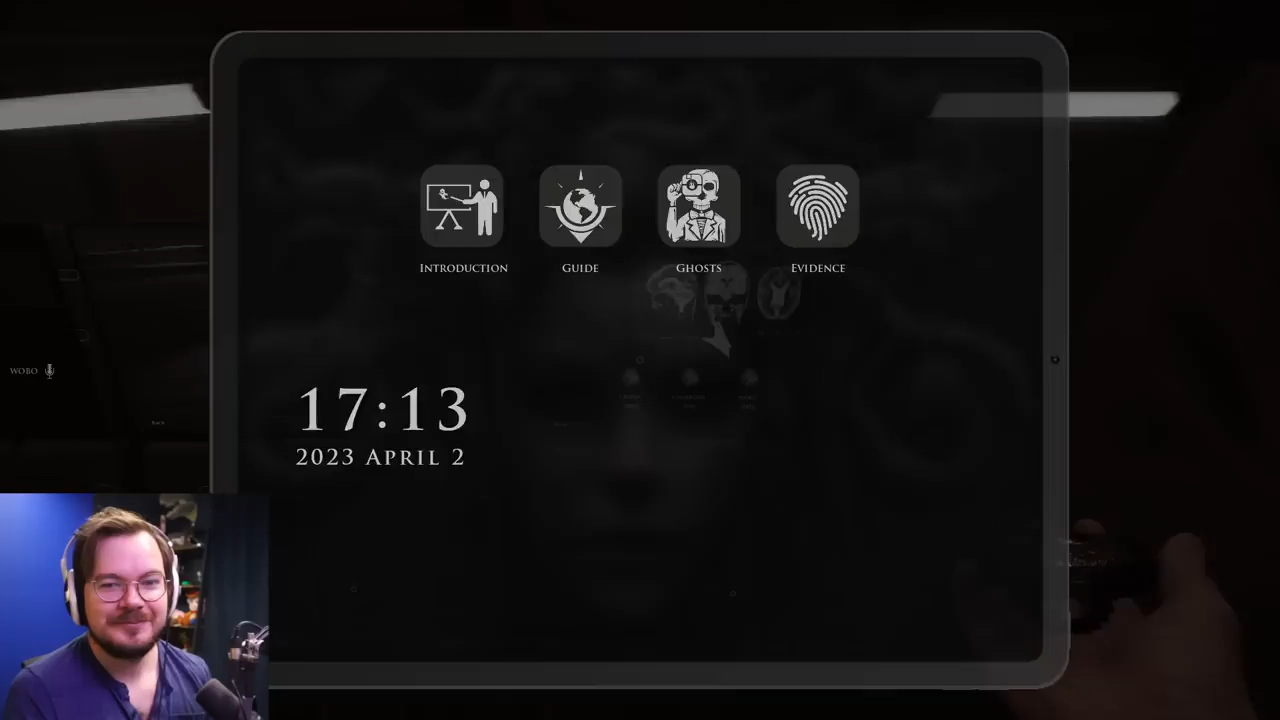 INTRODUCTION
GUIDE
GHOSTS
EVIDENCE
WOBO
17:13
2023 APRIL 2